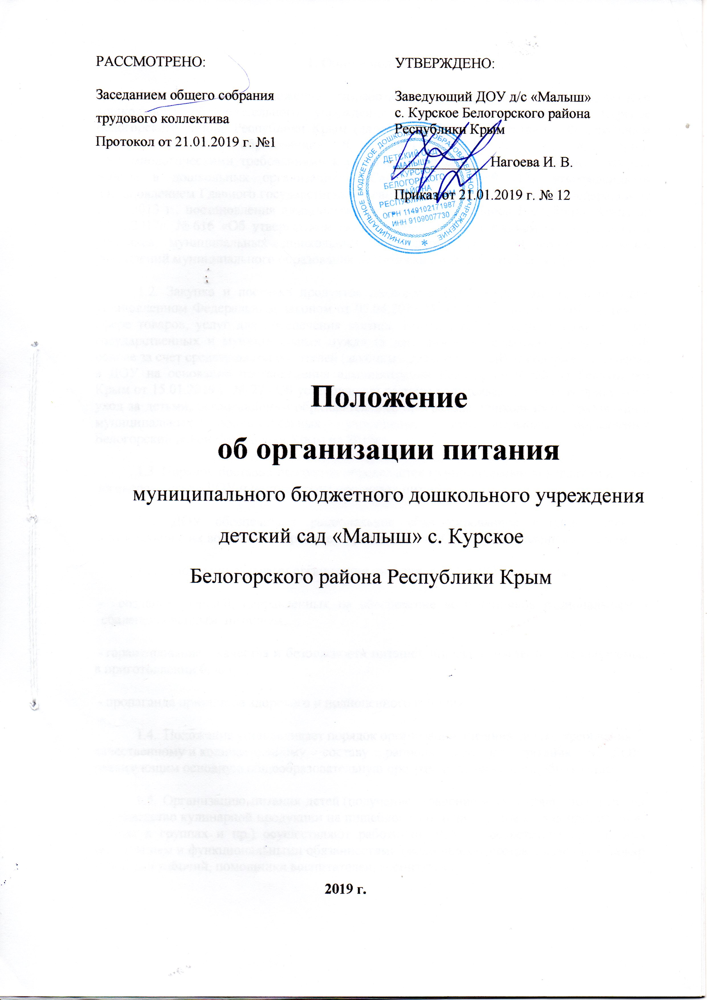 РАССМОТРЕНО:
Заседанием общего собрания
трудового коллектива
Протокол от 21.01.2019 г. №1
УТВЕРЖДЕНО:
Заведующий ДОУ д/с «Малыш»
с. Курское Белогорского района
Республики Крым
Нагоева И. В.
Приказ от 21.01.2019 г. № 12
МУНИЦИПАЛЬНОЕ БЮДЖЕТНОЕ ДОШКОЛЬНОЕ ОБРАЗОВАТЕЛЬНОЕ УЧРЕЖДЕНИЕ
ДЕТСКИЙ САД
«МАЛЫШ»
С. КУРСКОЕ
БЕЛОГОРСКОГО
РАЙОНА
РЕСПУБЛИКИ КРЫМ
ОГРН 1149102171987
ИНН 9109007730
Положение
об организации питания
муниципального бюджетного дошкольного учреждения
детский сад «Малыш» с. Курское
Белогорского района Республики Крым
2019 г.